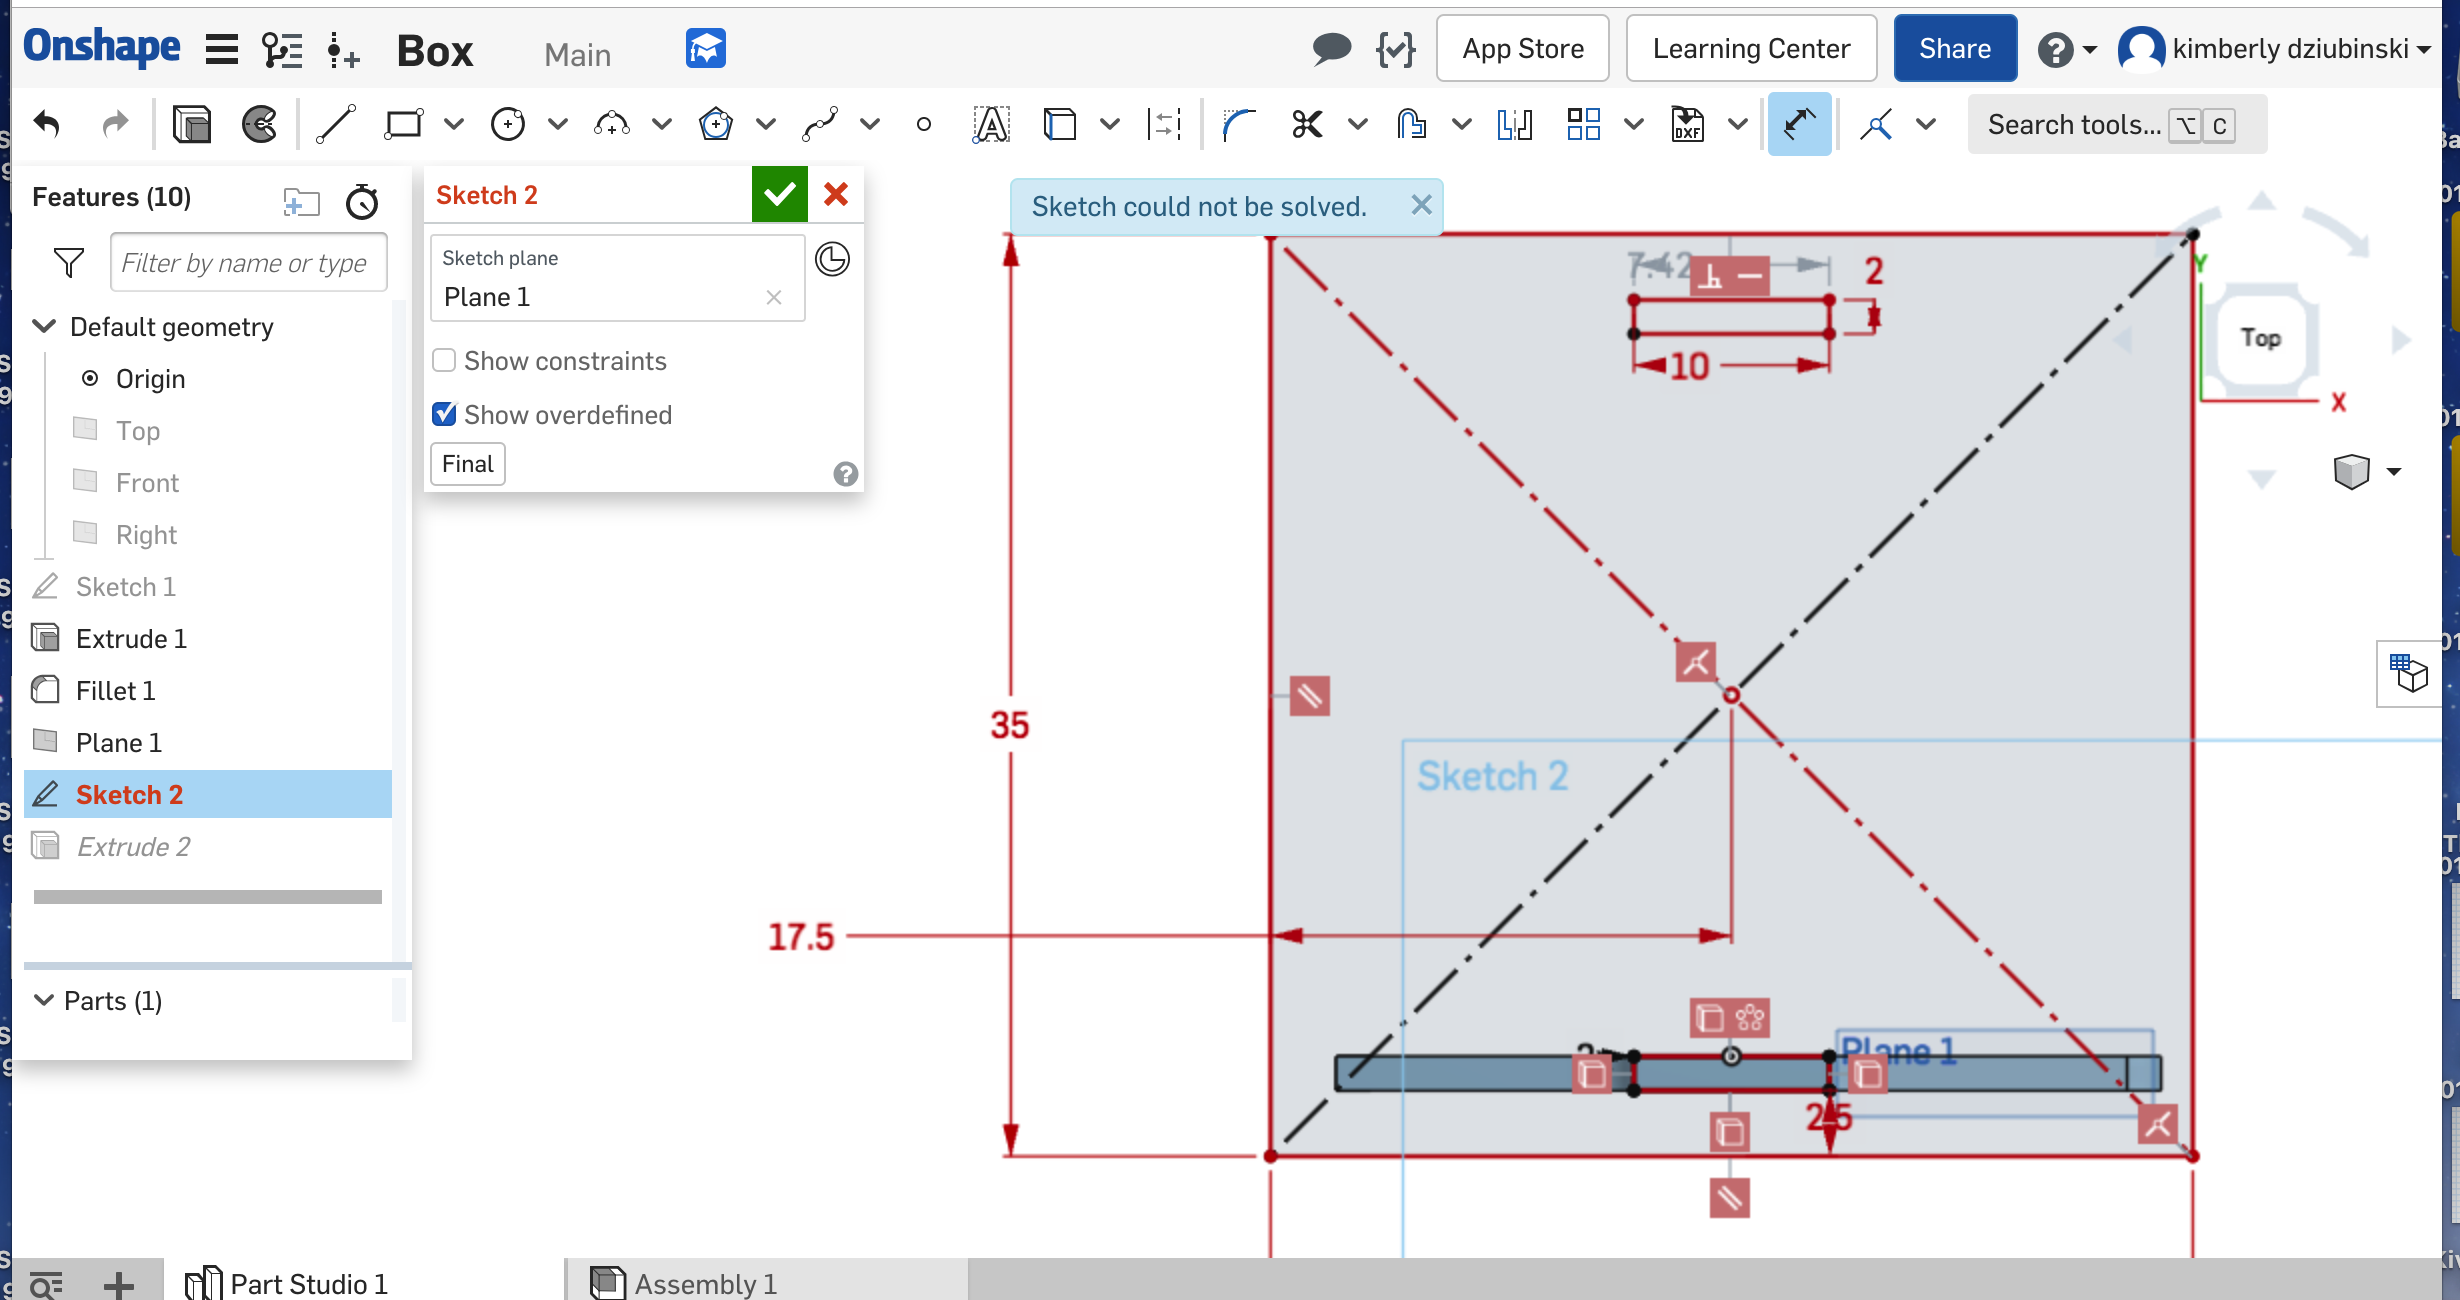 Onshape Box Main App Store Learning Center Share kimberly dziubinski
Search tools... ⌥ C
DXF
Features (10)
Filter by name or type
Default geometry
Origin
Top
Front
Right
Sketch 1
Extrude 1
Fillet 1
Plane 1
Sketch 2
Extrude 2
Parts (1)
Sketch 2
Sketch plane
Plane 1
Show constraints
Show overdefined
Final
Sketch could not be solved.
7.42
2
10
Y
Top
X
35
Sketch 2
17.5
Plane 1
2.5
Part Studio 1
Assembly 1